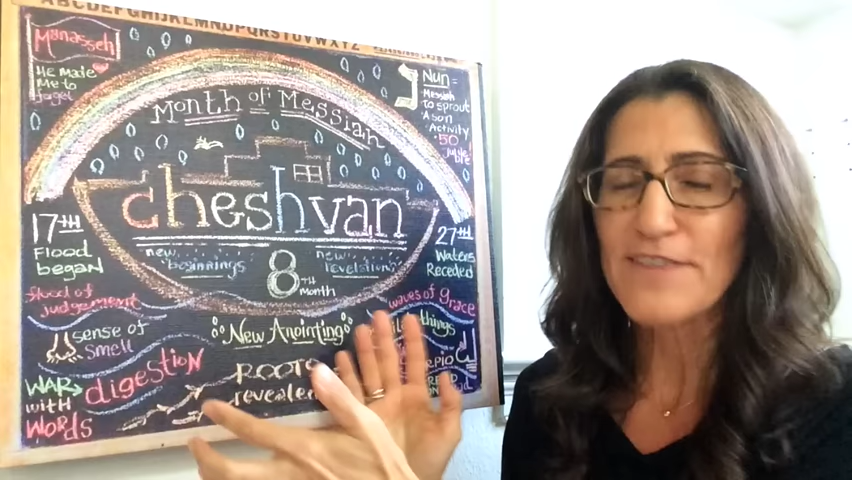 ABCDEFGHIJKLMNOPQRSTUVWXYZ
Manasseh
He made
me to
forget
Month of Messiah
Nun =
Messiah
to sprout
A son
Activity
50
Jubilee
cheshvan
17TH
Flood
began
new
beginnings
8TH
month
new
revelations
27TH
Waters
Receded
flood of
judgement
waves of grace
sense of
smell
New Anointing
things
digestion
WAR
with
Words
ROOTS
revealed